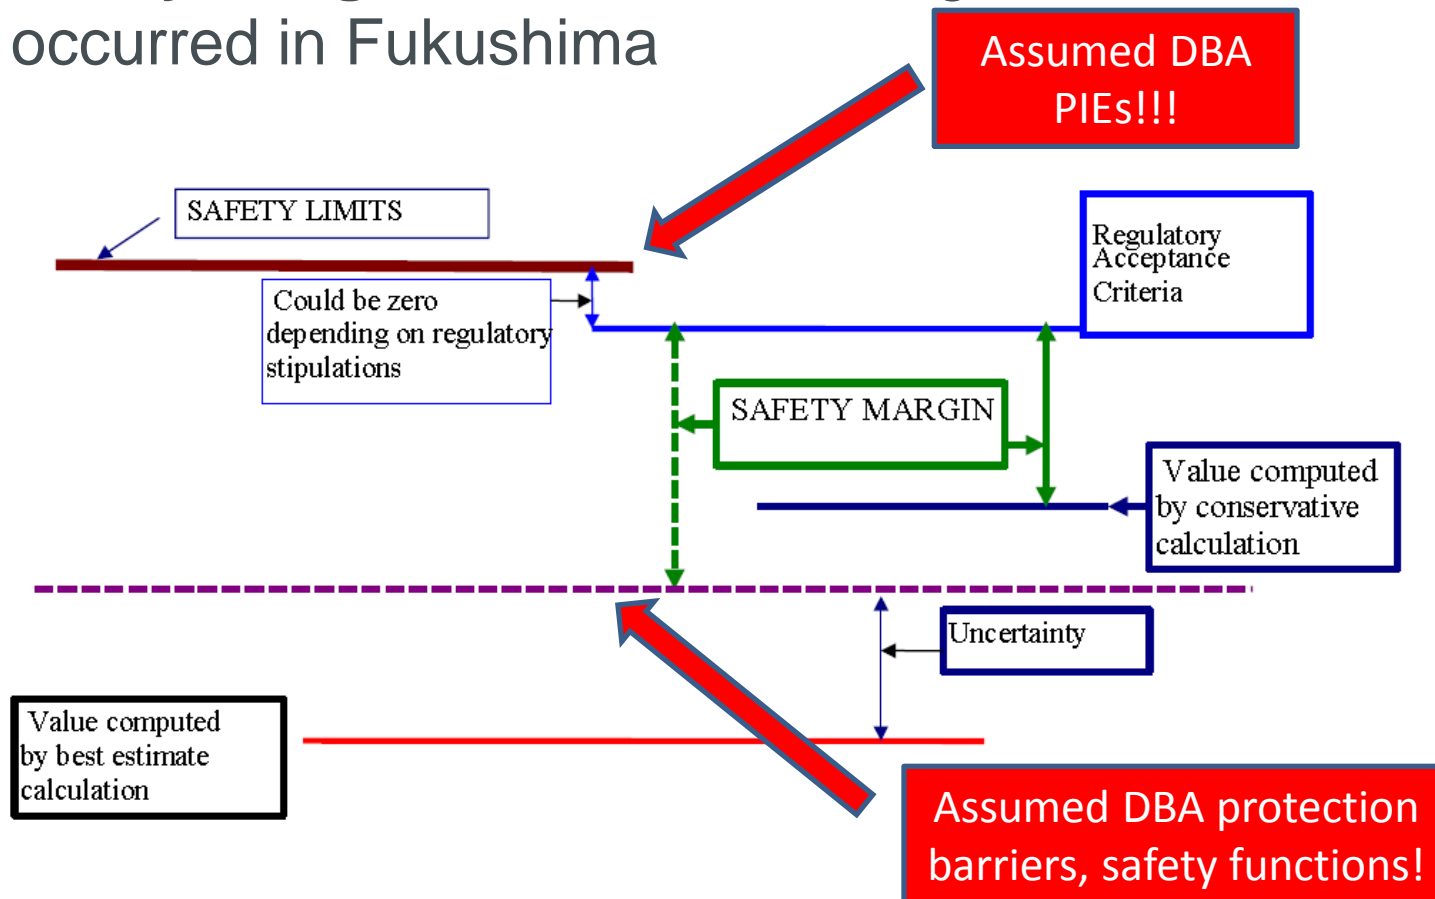 occurred in Fukushima
Assumed DBA
PIEs!!!
SAFETY LIMITS
Regulatory
Acceptance
Criteria
Could be zero
depending on regulatory
stipulations
SAFETY MARGIN
Value computed
by conservative
calculation
Uncertainty
Value computed
by best estimate
calculation
Assumed DBA protection
barriers, safety functions!